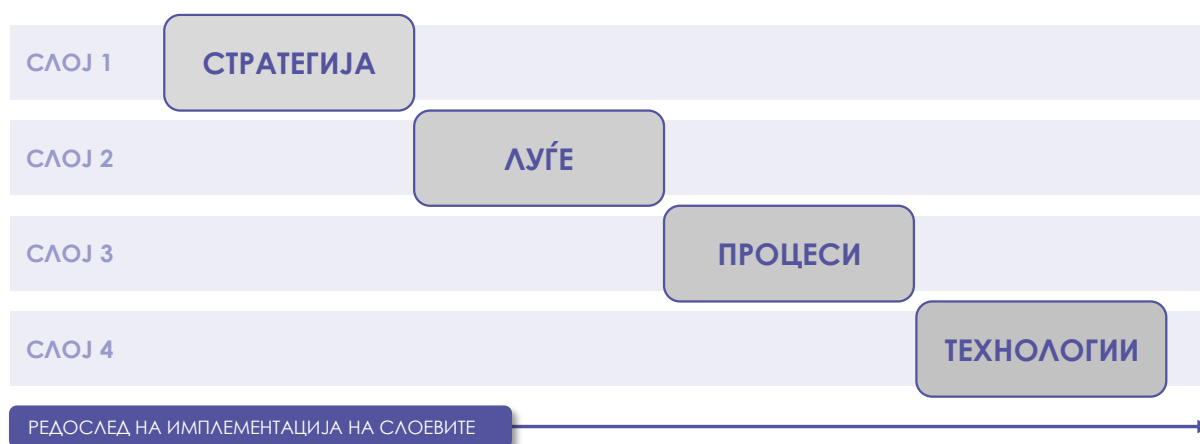 СЛОЈ 1
СТРАТЕГИЈА
СЛОЈ 2
ЛУЃЕ
СЛОЈ 3
ПРОЦЕСИ
СЛОЈ 4
ТЕХНОЛОГИИ
РЕДОСЛЕД НА ИМПЛЕМЕНТАЦИЈА НА СЛОЕВИТЕ